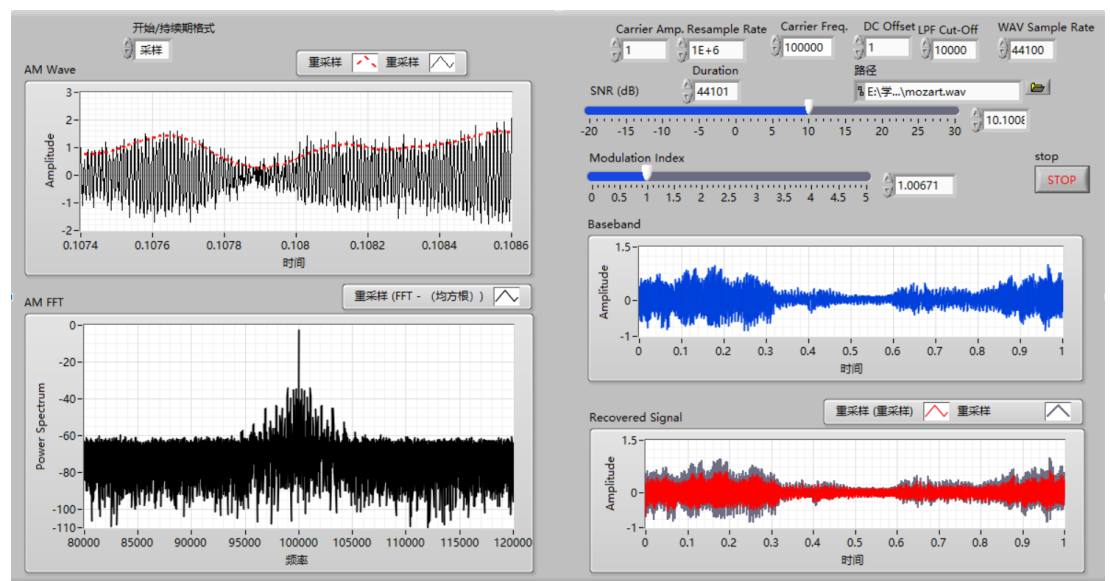 开始/持续期格式
采样
AM Wave
重采样 重采样
Amplitude
3
2
1
0
-1
-2
0.1074 0.1076 0.1078 0.108 0.1082 0.1084 0.1086
时间
AM FFT
重采样 (FFT - （均方根）)
Power Spectrum
0
-20
-40
-60
-80
-100
-110
80000 85000 90000 95000 100000 105000 110000 115000 120000
频率
Carrier Amp. Resample Rate Carrier Freq. DC Offset LPF Cut-Off WAV Sample Rate
1 1E+6 100000 1 10000 44100
Duration
44101
路径
E:\学...\mozart.wav
SNR (dB)
-20 -15 -10 -5 0 5 10 15 20 25 30
10.1008
Modulation Index
0 0.5 1 1.5 2 2.5 3 3.5 4 4.5 5
1.00671
stop
STOP
Baseband
Amplitude
1.5
0
-1
0 0.1 0.2 0.3 0.4 0.5 0.6 0.7 0.8 0.9 1
时间
Recovered Signal
重采样 (重采样) 重采样
Amplitude
1.5
0
-1
0 0.1 0.2 0.3 0.4 0.5 0.6 0.7 0.8 0.9 1
时间